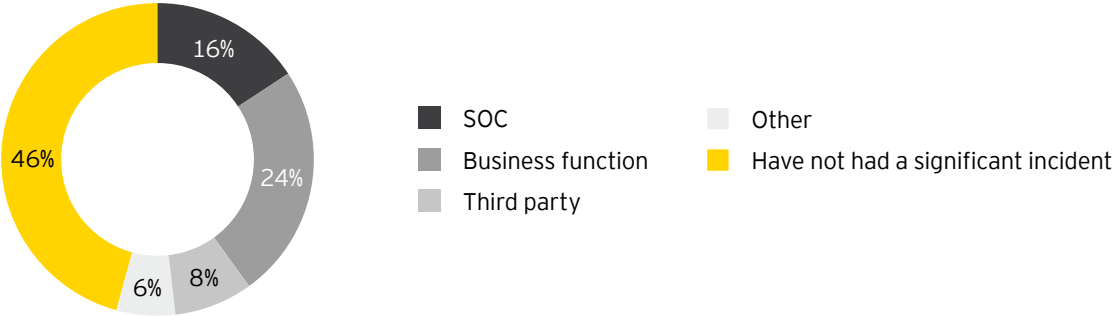 16%
24%
8%
6%
46%
SOC
Business function
Third party
Other
Have not had a significant incident